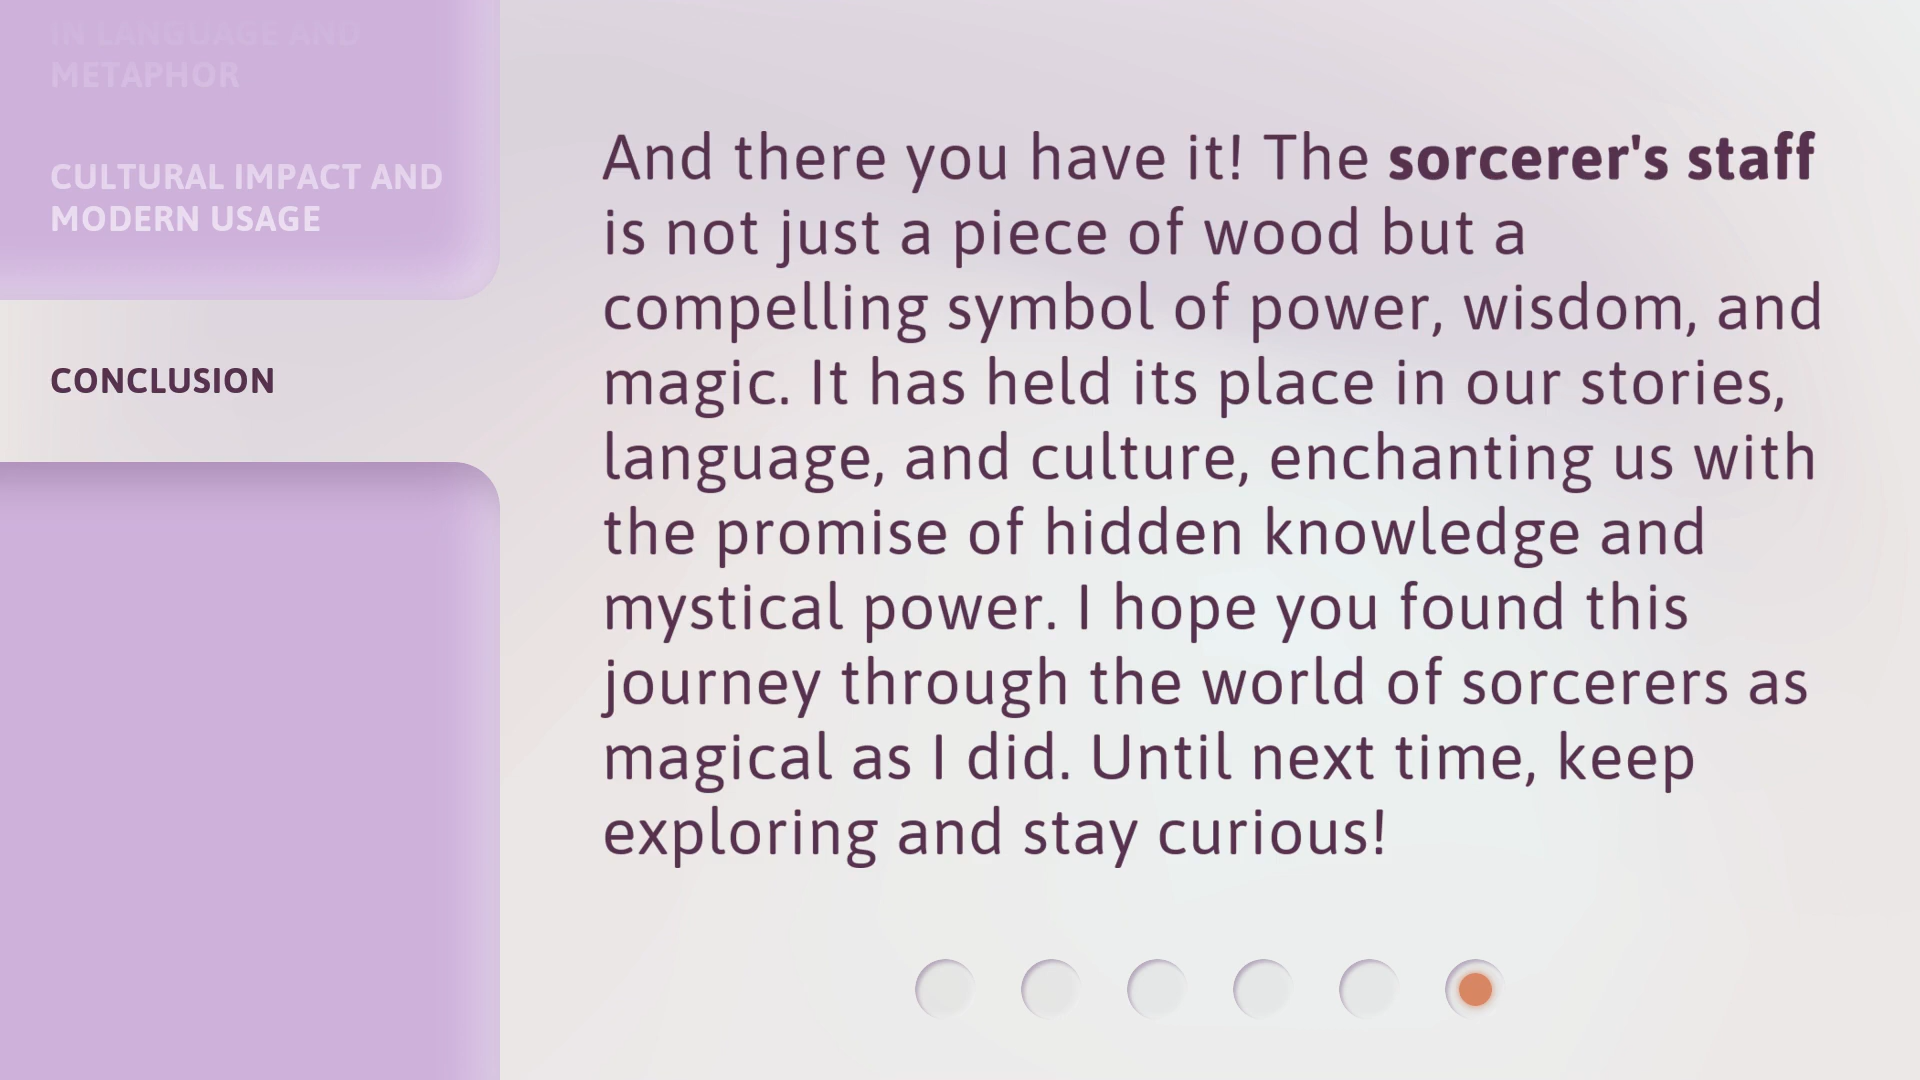 IN LANGUAGE AND
METAPHOR
CULTURAL IMPACT AND
MODERN USAGE
CONCLUSION
And there you have it! The sorcerer's staff
is not just a piece of wood but a
compelling symbol of power, wisdom, and
magic. It has held its place in our stories,
language, and culture, enchanting us with
the promise of hidden knowledge and
mystical power. I hope you found this
journey through the world of sorcerers as
magical as I did. Until next time, keep
exploring and stay curious!